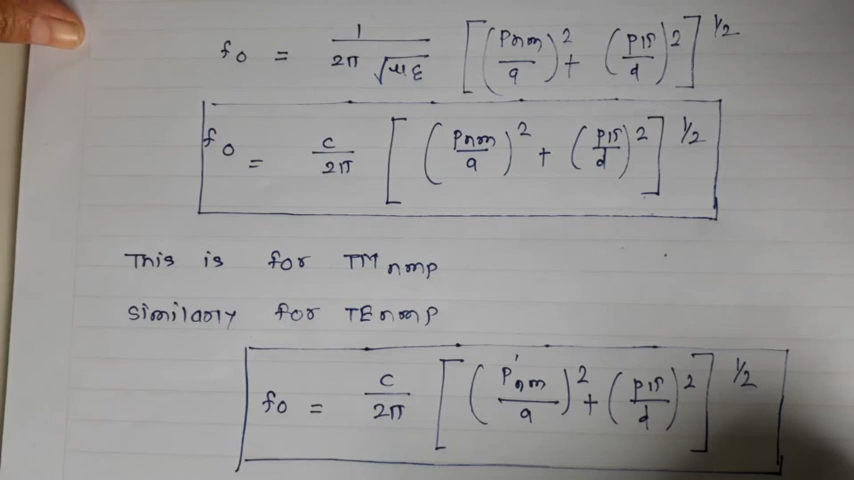 f₀ = 1/(2π √με) [(Pnm/a)² + (pπ/d)²]^1/2
f₀ = c/2π [(Pnm/a)² + (pπ/d)²]^1/2
This is for TMnmp
Similarly for TEnmp
f₀ = c/2π [(P'nm/a)² + (pπ/d)²]^1/2